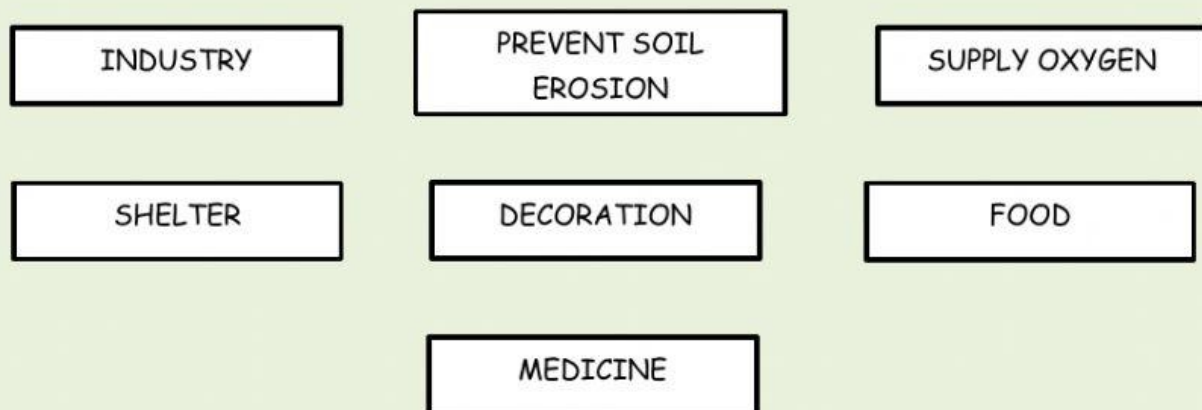 INDUSTRY
PREVENT SOIL
EROSION
SUPPLY OXYGEN
SHELTER
DECORATION
FOOD
MEDICINE